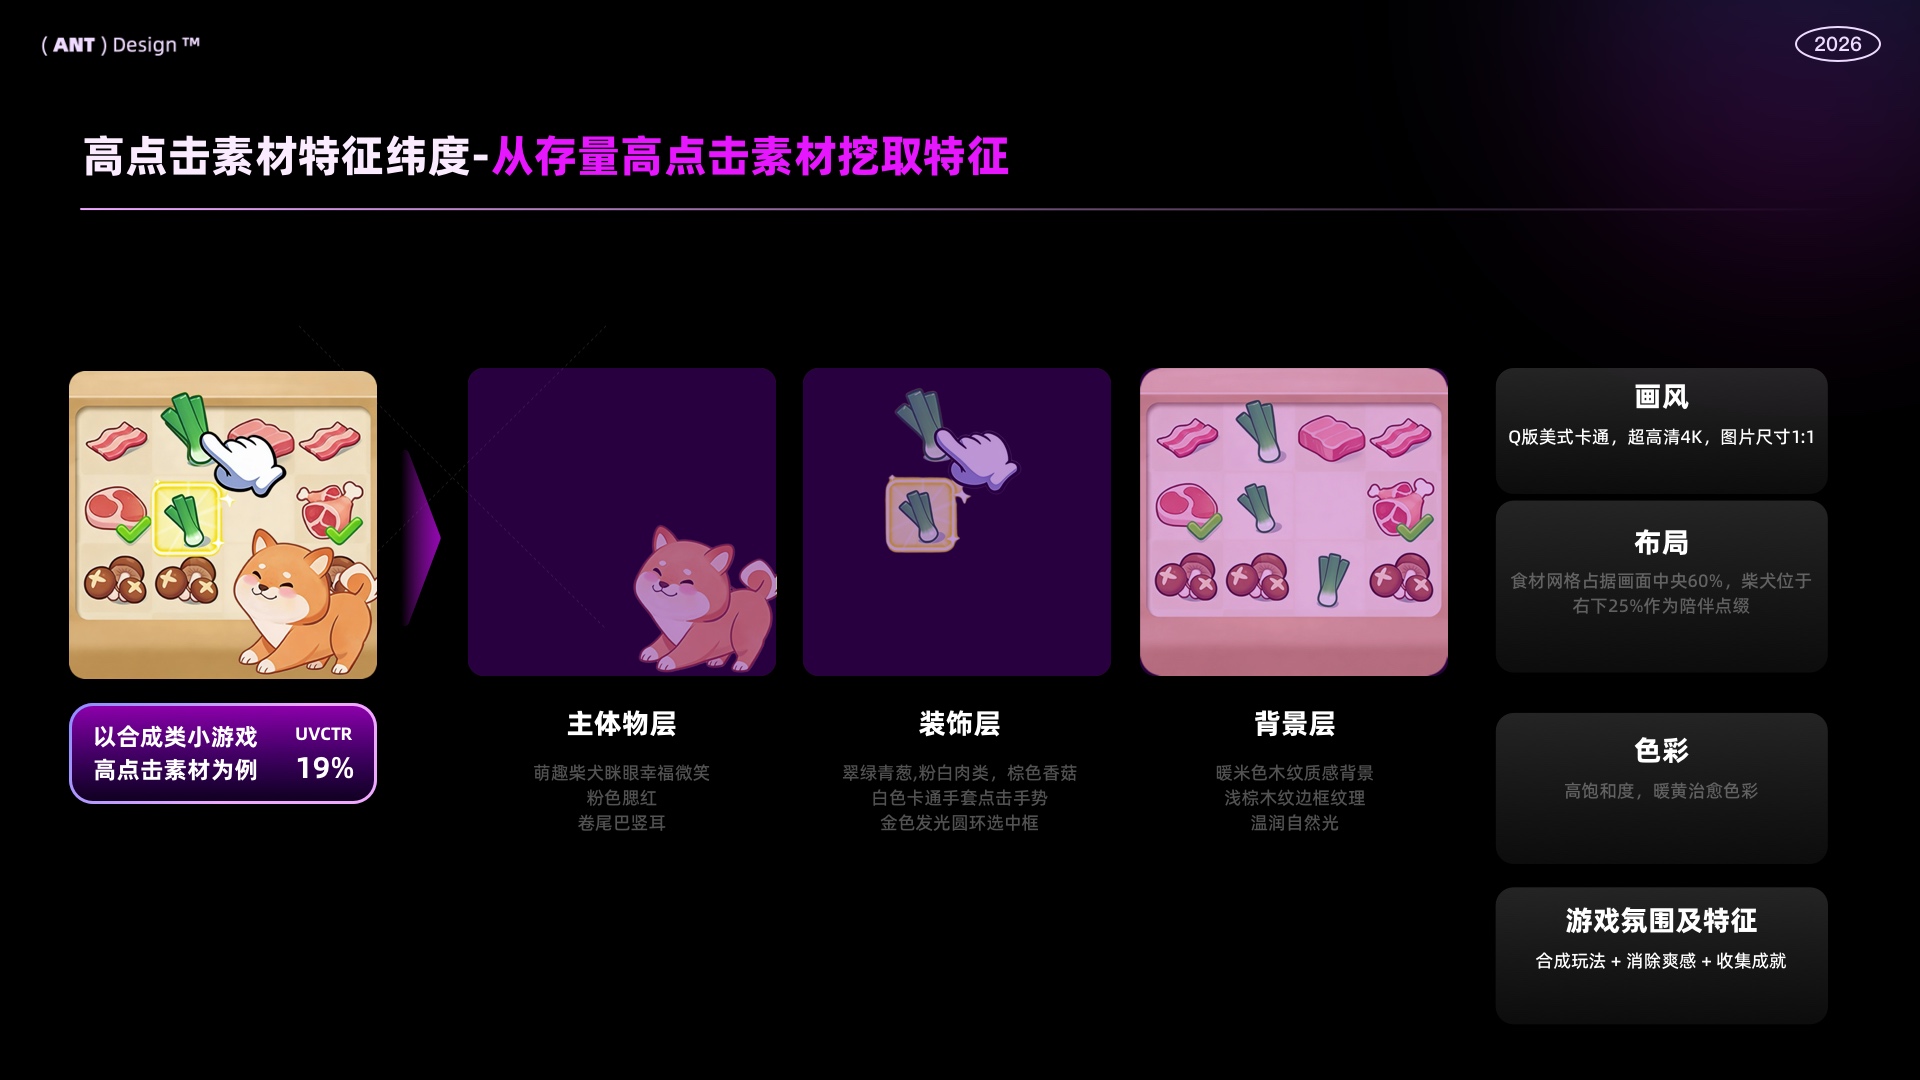 ( ANT ) Design ™
2026
高点击素材特征纬度-从存量高点击素材挖取特征
以合成类小游戏
高点击素材为例
UVCTR
19%
主体物层
萌趣柴犬眯眼幸福微笑
粉色腮红
卷尾巴竖耳
装饰层
翠绿青葱,粉白肉类，棕色香菇
白色卡通手套点击手势
金色发光圆环选中框
背景层
暖米色木纹质感背景
浅棕木纹边框纹理
温润自然光
画风
Q版美式卡通，超高清4K，图片尺寸1:1
布局
食材网格占据画面中央60%，柴犬位于
右下25%作为陪伴点缀
色彩
高饱和度，暖黄治愈色彩
游戏氛围及特征
合成玩法 + 消除爽感 + 收集成就